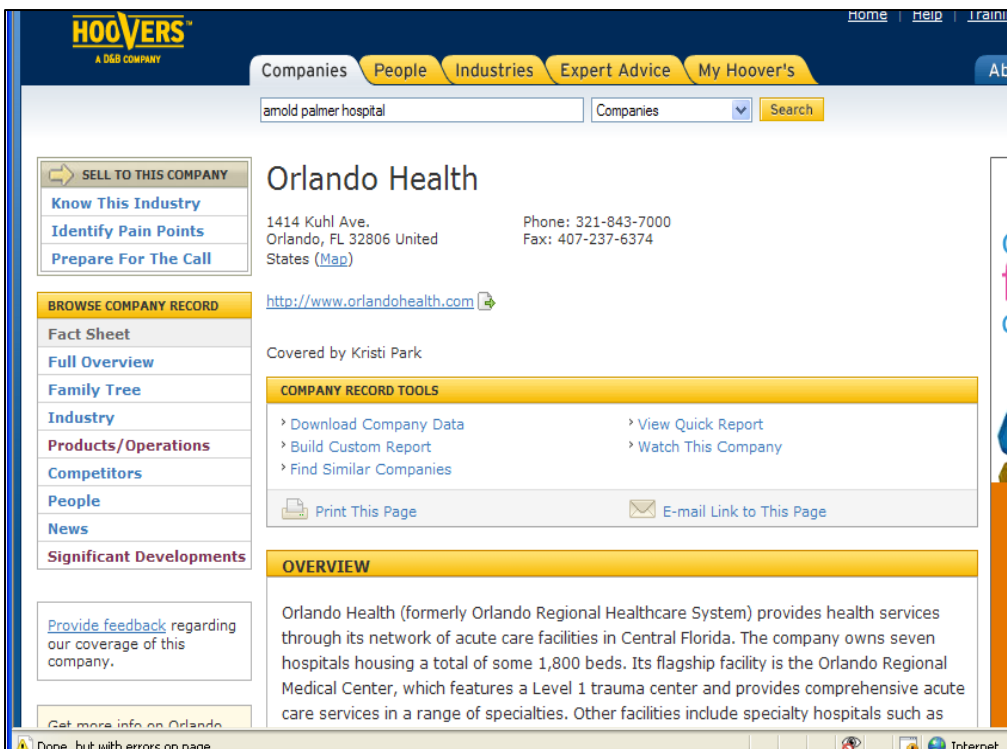 Home | Help | Traini
HOOVERS™
A D&B COMPANY
Companies People Industries Expert Advice My Hoover's Ab
arnold palmer hospital Companies Search
SELL TO THIS COMPANY
Know This Industry
Identify Pain Points
Prepare For The Call
BROWSE COMPANY RECORD
Fact Sheet
Full Overview
Family Tree
Industry
Products/Operations
Competitors
People
News
Significant Developments
Provide feedback regarding
our coverage of this
company.
Get more info on Orlando
Orlando Health
1414 Kuhl Ave.
Orlando, FL 32806 United
States (Map)
Phone: 321-843-7000
Fax: 407-237-6374
http://www.orlandohealth.com
Covered by Kristi Park
COMPANY RECORD TOOLS
› Download Company Data
› Build Custom Report
› Find Similar Companies
› View Quick Report
› Watch This Company
Print This Page
E-mail Link to This Page
OVERVIEW
Orlando Health (formerly Orlando Regional Healthcare System) provides health services
through its network of acute care facilities in Central Florida. The company owns seven
hospitals housing a total of some 1,800 beds. Its flagship facility is the Orlando Regional
Medical Center, which features a Level 1 trauma center and provides comprehensive acute
care services in a range of specialties. Other facilities include specialty hospitals such as
Done, but with errors on page.
Internet